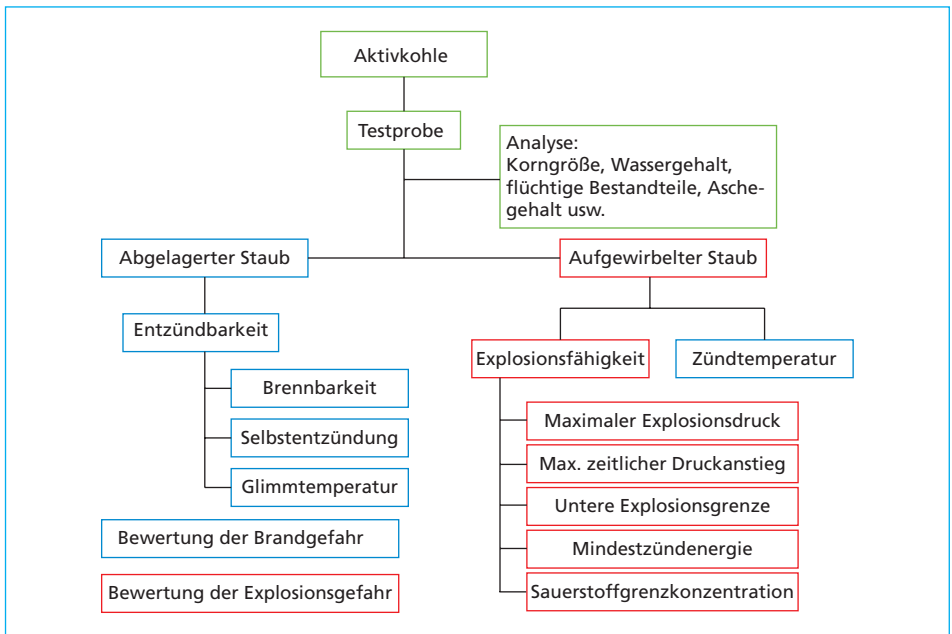 Aktivkohle
Testprobe
Analyse:
Korngröße, Wassergehalt,
flüchtige Bestandteile, Asche-
gehalt usw.
Abgelagerter Staub
Aufgewirbelter Staub
Entzündbarkeit
Explosionsfähigkeit
Zündtemperatur
Brennbarkeit
Selbstentzündung
Glimmtemperatur
Maximaler Explosionsdruck
Max. zeitlicher Druckanstieg
Untere Explosionsgrenze
Mindestzündenergie
Sauerstoffgrenzkonzentration
Bewertung der Brandgefahr
Bewertung der Explosionsgefahr